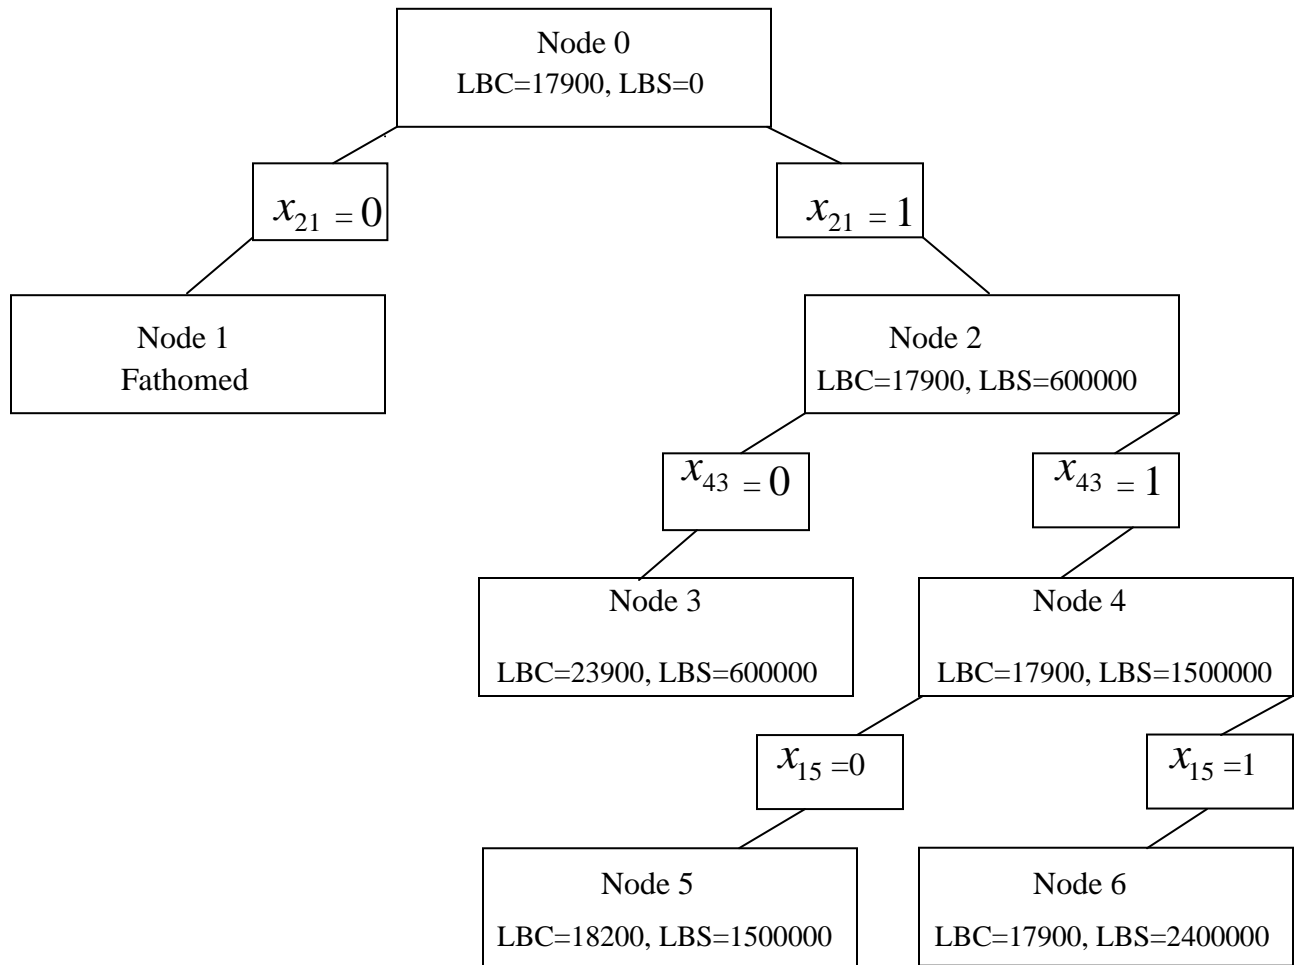 Node 0
LBC=17900, LBS=0
x21 = 0
x21 = 1
Node 1
Fathomed
Node 2
LBC=17900, LBS=600000
x43 = 0
x43 = 1
Node 3
LBC=23900, LBS=600000
Node 4
LBC=17900, LBS=1500000
x15 =0
x15 =1
Node 5
LBC=18200, LBS=1500000
Node 6
LBC=17900, LBS=2400000